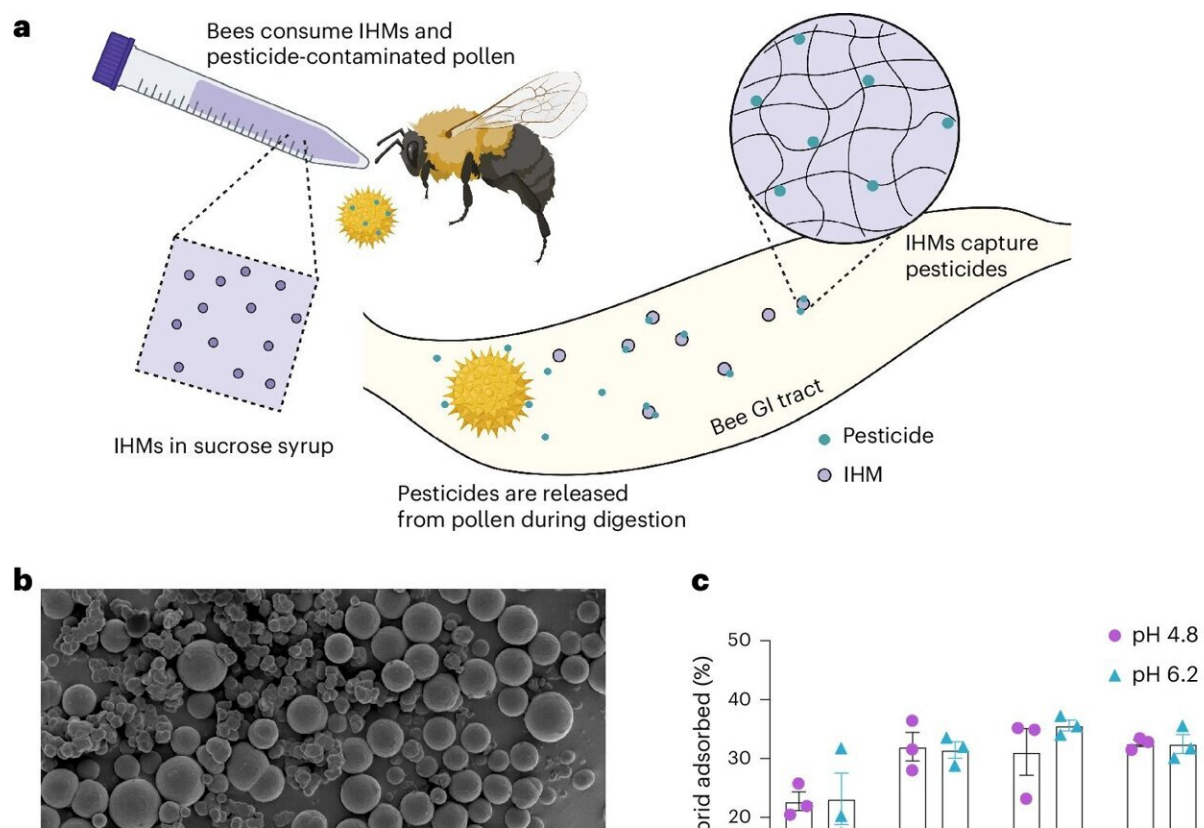 a
Bees consume IHMs and
pesticide-contaminated pollen
IHMs capture
pesticides
Bee GI tract
IHMs in sucrose syrup
Pesticide
IHM
Pesticides are released
from pollen during digestion
b
c
pH 4.8
pH 6.2
50
40
30
20
adsorbed (%)